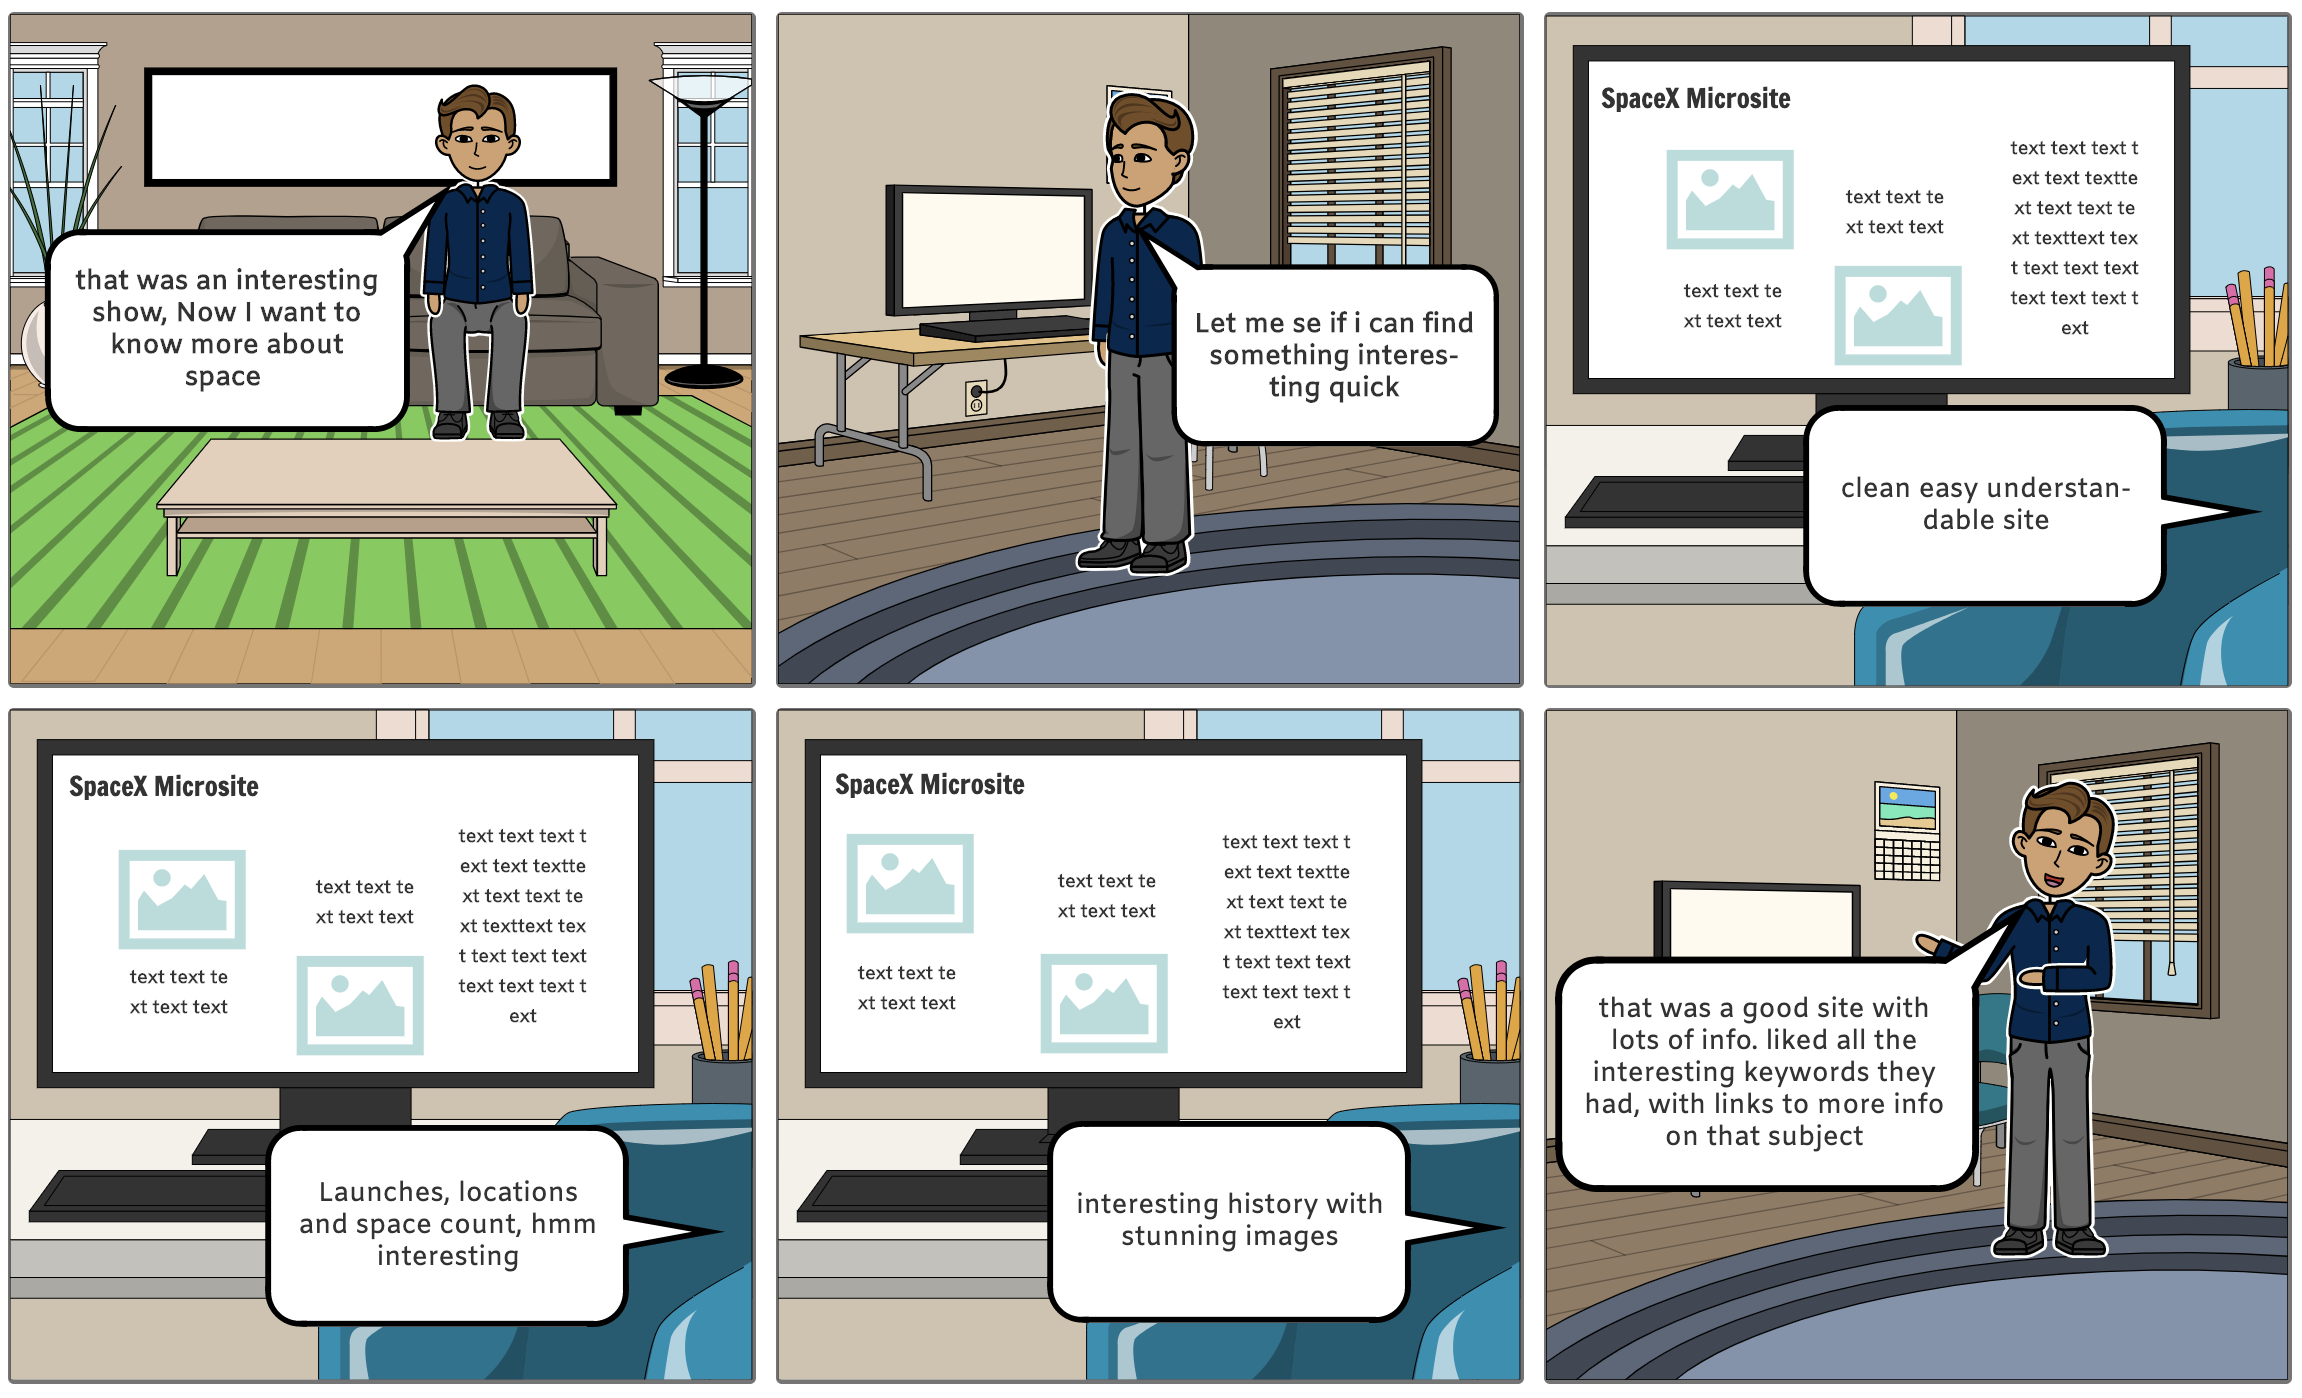 that was an interesting
show, Now I want to
know more about
space
Let me se if i can find
something interes-
ting quick
SpaceX Microsite
text text te
xt text text
text text te
xt text text
text text text t
ext text textte
xt text text te
xt texttext tex
t text text text
text text text t
ext
clean easy understan-
dable site
SpaceX Microsite
text text te
xt text text
text text te
xt text text
text text text t
ext text textte
xt text text te
xt texttext tex
t text text text
text text text t
ext
Launches, locations
and space count, hmm
interesting
SpaceX Microsite
text text te
xt text text
text text te
xt text text
text text text t
ext text textte
xt text text te
xt texttext tex
t text text text
text text text t
ext
interesting history with
stunning images
that was a good site with
lots of info. liked all the
interesting keywords they
had, with links to more info
on that subject